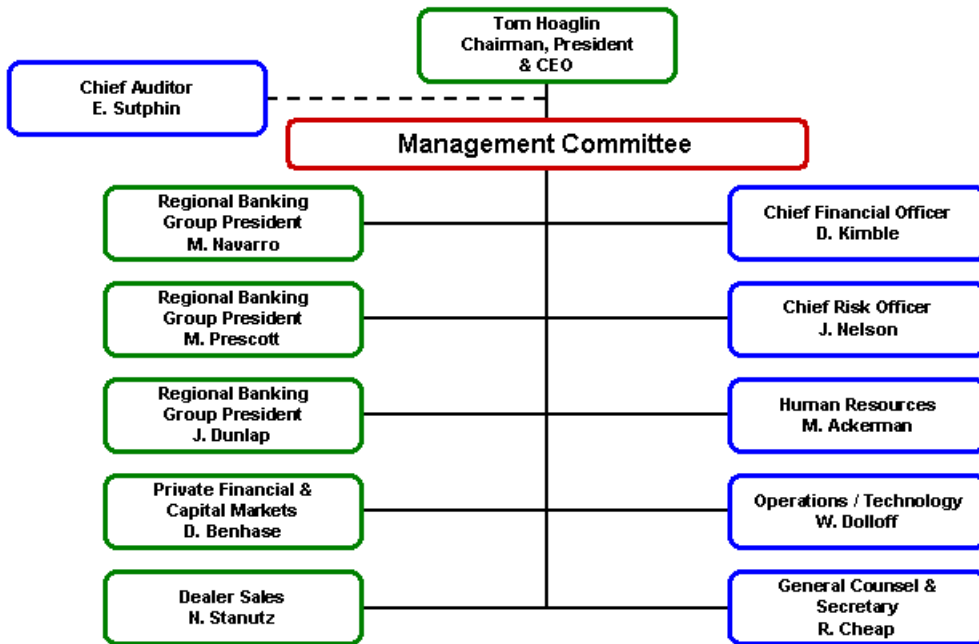 Tom Hoaglin
Chairman, President
& CEO
Chief Auditor
E. Sutphin
Management Committee
Regional Banking
Group President
M. Navarro
Chief Financial Officer
D. Kimble
Regional Banking
Group President
M. Prescott
Chief Risk Officer
J. Nelson
Regional Banking
Group President
J. Dunlap
Human Resources
M. Ackerman
Private Financial &
Capital Markets
D. Benhase
Operations / Technology
W. Dolloff
Dealer Sales
N. Stanutz
General Counsel &
Secretary
R. Cheap